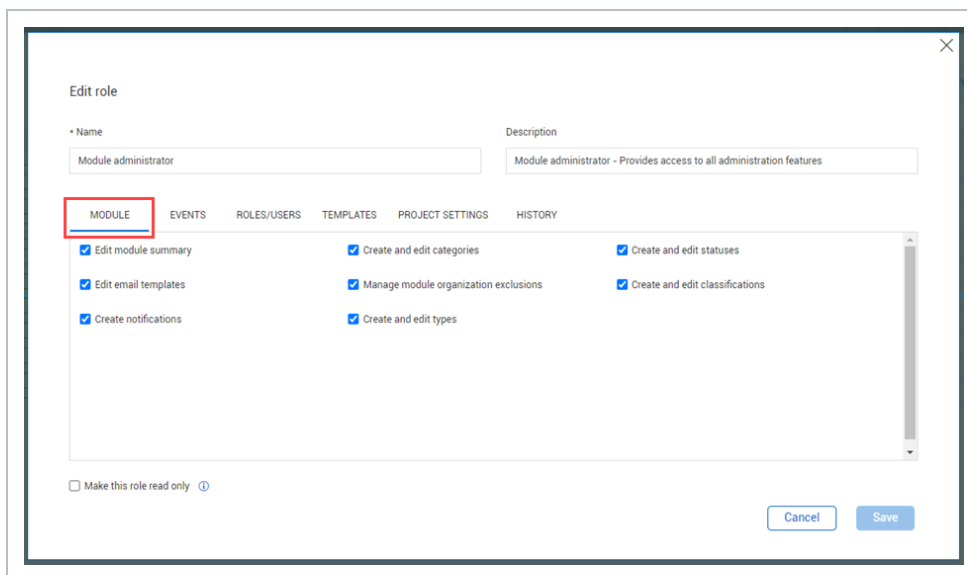 Edit role
* Name
Description
Module administrator
Module administrator - Provides access to all administration features
MODULE EVENTS ROLES/USERS TEMPLATES PROJECT SETTINGS HISTORY
Edit module summary Create and edit categories Create and edit statuses
Edit email templates Manage module organization exclusions Create and edit classifications
Create notifications Create and edit types
Make this role read only
Cancel Save